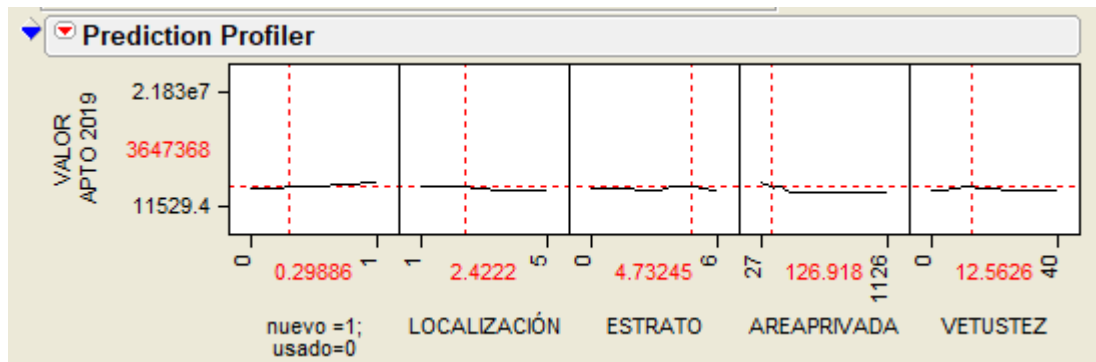 Prediction Profiler
VALOR
APTO 2019
2.183e7
3647368
11529.4
0 0.29886 1
1 2.4222 5
0 4.73245 6
27 126.918 1126
0 12.5626 40
nuevo =1;
usado=0
LOCALIZACIÓN
ESTRATO
AREAPRIVADA
VETUSTEZ